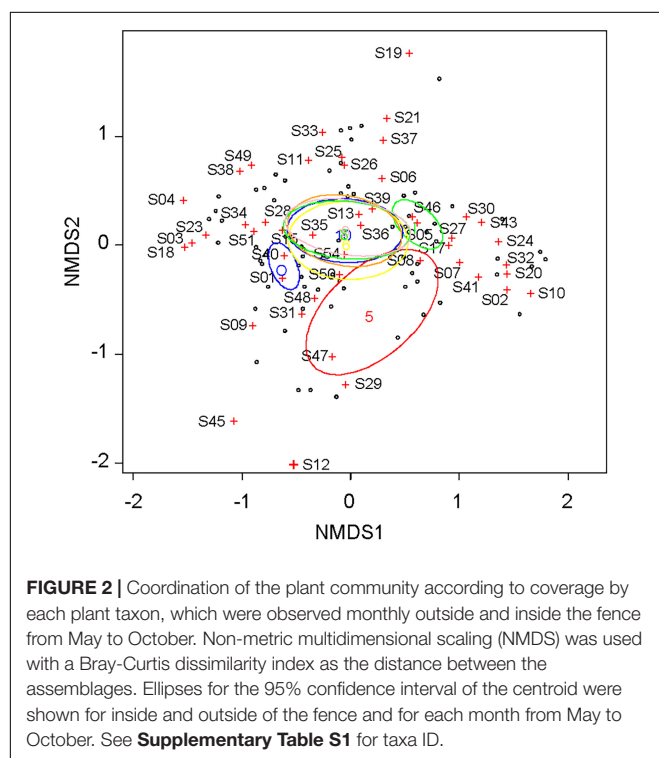 S19
2
S21
S33
S37
1
S25
S49
S11
S26
S38
S06
S04
S39
S46
S30
S13
S34
S28
S27
S43
S23
S35
S36
S05
S03
S51
S24
0
S18
S17
S40
S54
S08
S32
S01
S50
S07
S20
S41
S48
S02
S10
S31
5
S09
-1
S47
S29
S45
-2
S12
-2
-1
0
1
2
NMDS1
NMDS2
FIGURE 2 | Coordination of the plant community according to coverage by
each plant taxon, which were observed monthly outside and inside the fence
from May to October. Non-metric multidimensional scaling (NMDS) was used
with a Bray-Curtis dissimilarity index as the distance between the
assemblages. Ellipses for the 95% confidence interval of the centroid were
shown for inside and outside of the fence and for each month from May to
October. See Supplementary Table S1 for taxa ID.